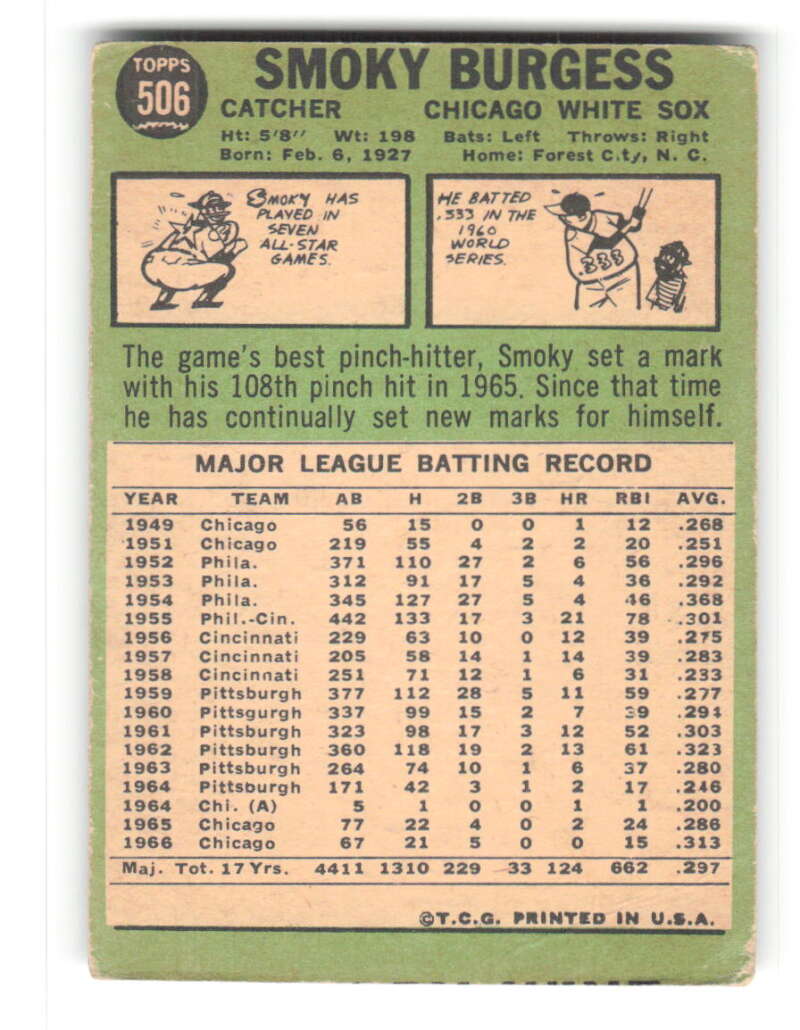 TOPPS
506
SMOKY BURGESS
CATCHER CHICAGO WHITE SOX
Ht: 5'8" Wt: 198 Bats: Left Throws: Right
Born: Feb. 6, 1927 Home: Forest City, N. C.
SMOKY HAS
PLAYED IN
SEVEN
ALL-STAR
GAMES.
HE BATTED
.333 IN THE
1960
WORLD
SERIES.
.333
The game's best pinch-hitter, Smoky set a mark
with his 108th pinch hit in 1965. Since that time
he has continually set new marks for himself.
MAJOR LEAGUE BATTING RECORD
YEAR TEAM AB H 2B 3B HR RBI AVG.
1949 Chicago 56 15 0 0 1 12 .268
1951 Chicago 219 55 4 2 2 20 .251
1952 Phila. 371 110 27 2 6 56 .296
1953 Phila. 312 91 17 5 4 36 .292
1954 Phila. 345 127 27 5 4 46 .368
1955 Phil.-Cin. 442 133 17 3 21 78 .301
1956 Cincinnati 229 63 10 0 12 39 .275
1957 Cincinnati 205 58 14 1 14 39 .283
1958 Cincinnati 251 71 12 1 6 31 .233
1959 Pittsburgh 377 112 28 5 11 59 .277
1960 Pittsgurgh 337 99 15 2 7 39 .294
1961 Pittsburgh 323 98 17 3 12 52 .303
1962 Pittsburgh 360 118 19 2 13 61 .323
1963 Pittsburgh 264 74 10 1 6 37 .280
1964 Pittsburgh 171 42 3 1 2 17 .246
1964 Chi. (A) 5 1 0 0 1 1 .200
1965 Chicago 77 22 4 0 2 24 .286
1966 Chicago 67 21 5 0 0 15 .313
Maj. Tot. 17 Yrs. 4411 1310 229 33 124 662 .297
©T.C.G. PRINTED IN U.S.A.